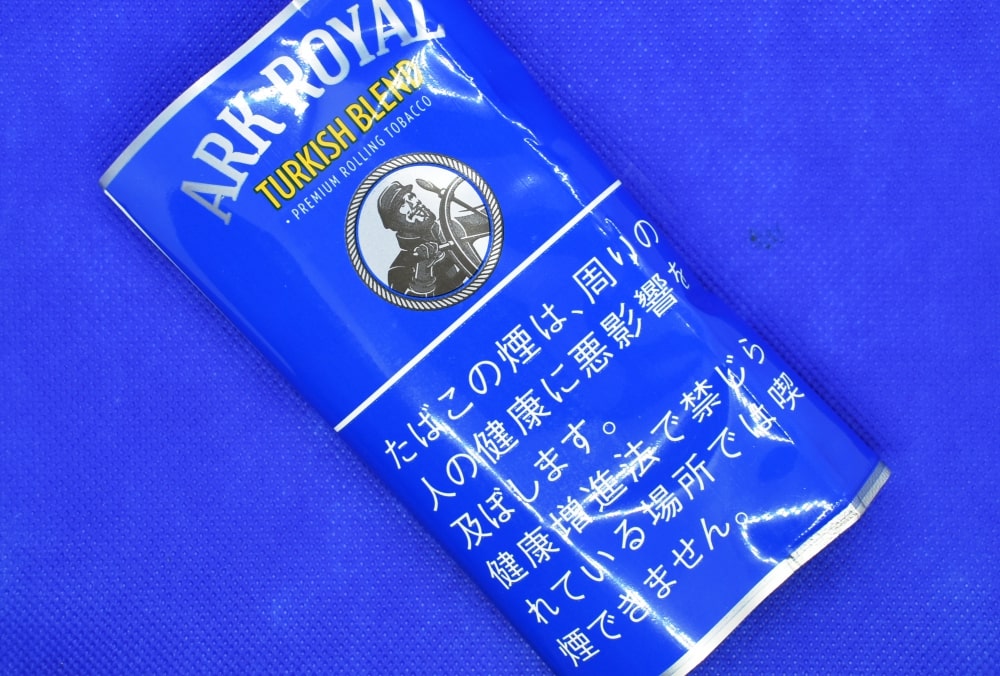 ARK ROYAL
TURKISH BLEND
• PREMIUM ROLLING TOBACCO
たばこの煙は、周りの
人の健康に悪影響を
及ぼします。
健康増進法で禁じら
れている場所では喫
煙できません。